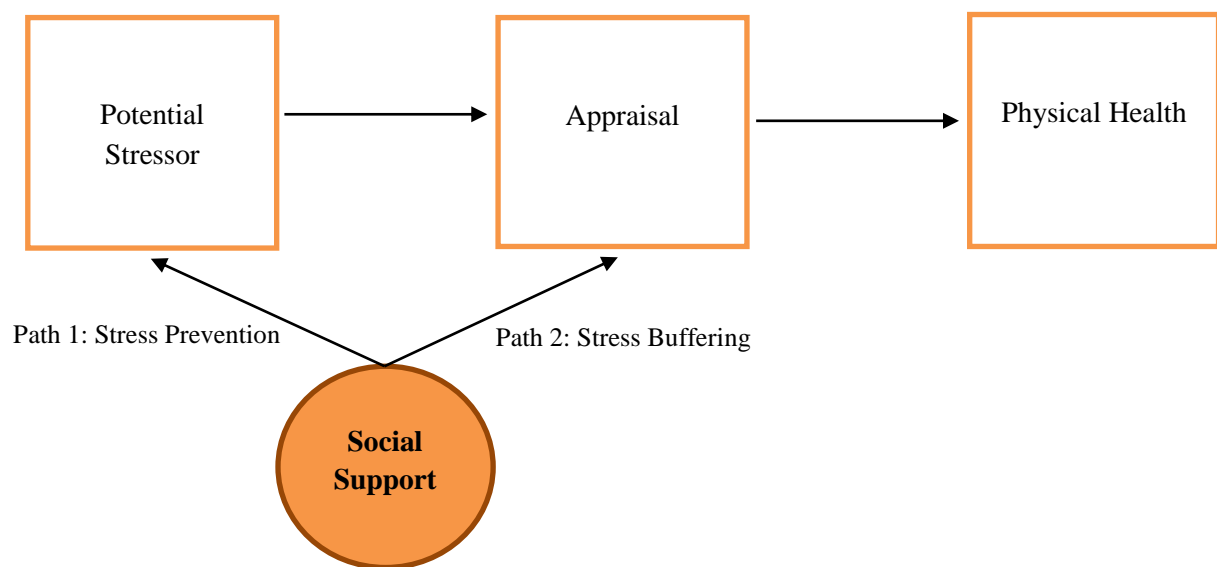 Potential
Stressor
Appraisal
Physical Health
Path 1: Stress Prevention
Path 2: Stress Buffering
Social
Support